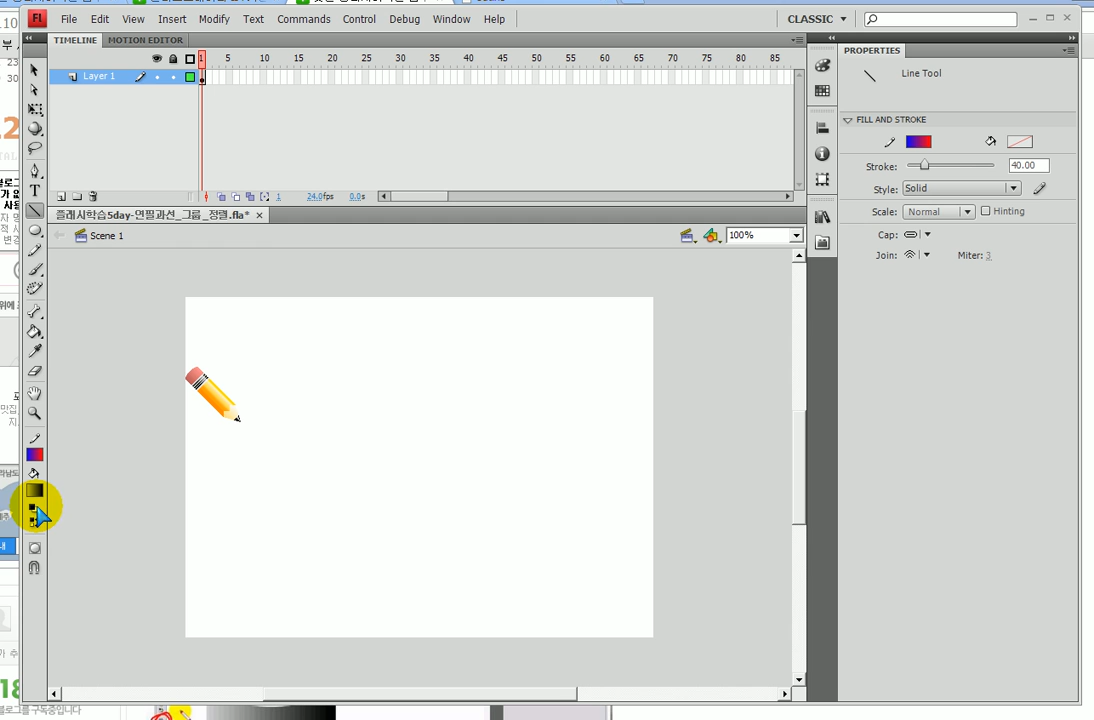 Fl File Edit View Insert Modify Text Commands Control Debug Window Help CLASSIC
TIMELINE MOTION EDITOR
1 5 10 15 20 25 30 35 40 45 50 55 60 65 70 75 80 85
Layer 1
1 24.0fps 0.0s
플래시학습5day-연필과선_그룹_정렬.fla*
Scene 1 100%
PROPERTIES
Line Tool
FILL AND STROKE
Stroke: 40.00
Style: Solid
Scale: Normal Hinting
Cap:
Join: Miter: 3